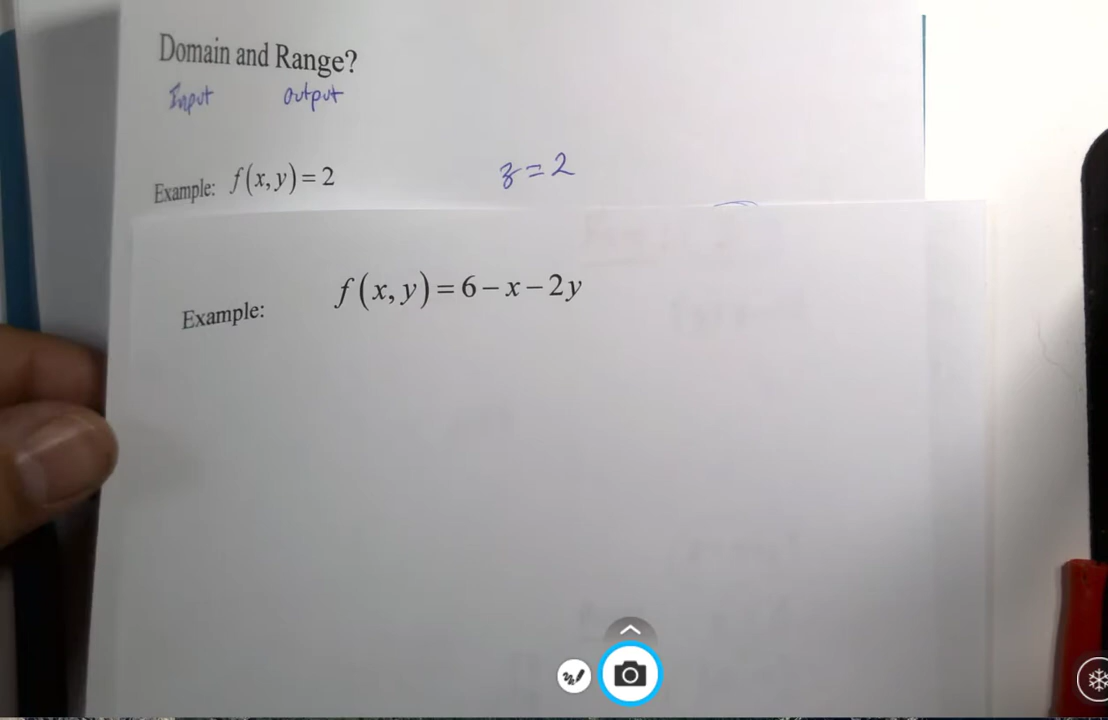 Domain and Range?
Input Output
Example: f(x, y) = 2 z = 2
Example: f(x, y) = 6 − x − 2y